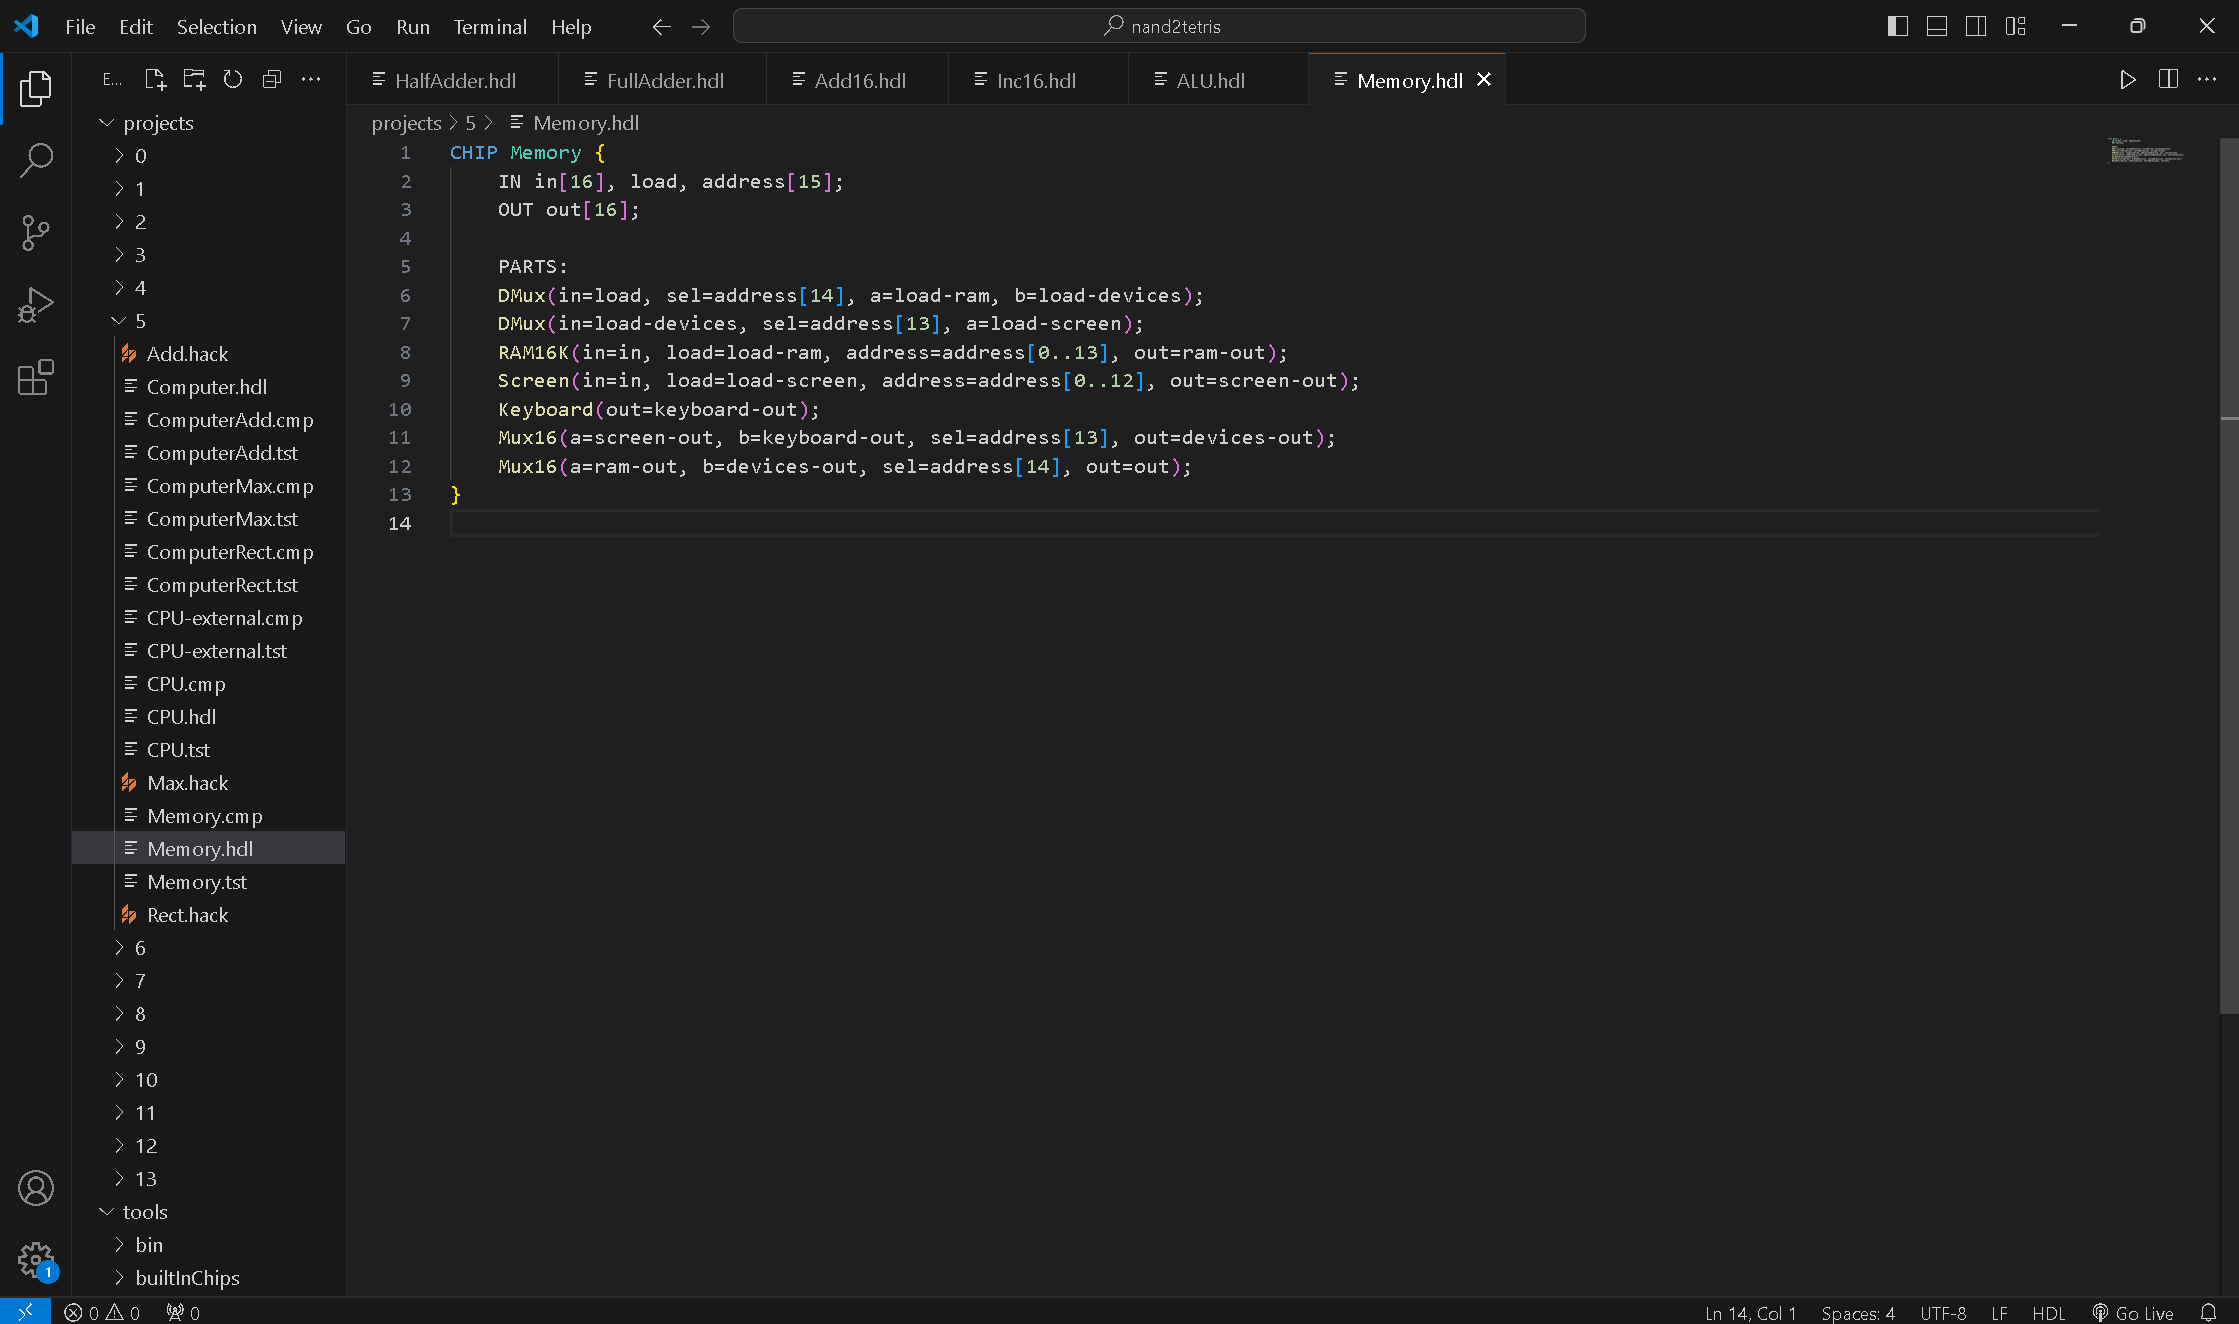 File Edit Selection View Go Run Terminal Help
nand2tetris
E...
HalfAdder.hdl
FullAdder.hdl
Add16.hdl
Inc16.hdl
ALU.hdl
Memory.hdl
projects
0
1
2
3
4
5
Add.hack
Computer.hdl
ComputerAdd.cmp
ComputerAdd.tst
ComputerMax.cmp
ComputerMax.tst
ComputerRect.cmp
ComputerRect.tst
CPU-external.cmp
CPU-external.tst
CPU.cmp
CPU.hdl
CPU.tst
Max.hack
Memory.cmp
Memory.hdl
Memory.tst
Rect.hack
6
7
8
9
10
11
12
13
tools
bin
builtInChips
1
projects > 5 > Memory.hdl
1 CHIP Memory {
2     IN in[16], load, address[15];
3     OUT out[16];
4
5     PARTS:
6     DMux(in=load, sel=address[14], a=load-ram, b=load-devices);
7     DMux(in=load-devices, sel=address[13], a=load-screen);
8     RAM16K(in=in, load=load-ram, address=address[0..13], out=ram-out);
9     Screen(in=in, load=load-screen, address=address[0..12], out=screen-out);
10     Keyboard(out=keyboard-out);
11     Mux16(a=screen-out, b=keyboard-out, sel=address[13], out=devices-out);
12     Mux16(a=ram-out, b=devices-out, sel=address[14], out=out);
13 }
14
0 0 0
Ln 14, Col 1 Spaces: 4 UTF-8 LF HDL Go Live